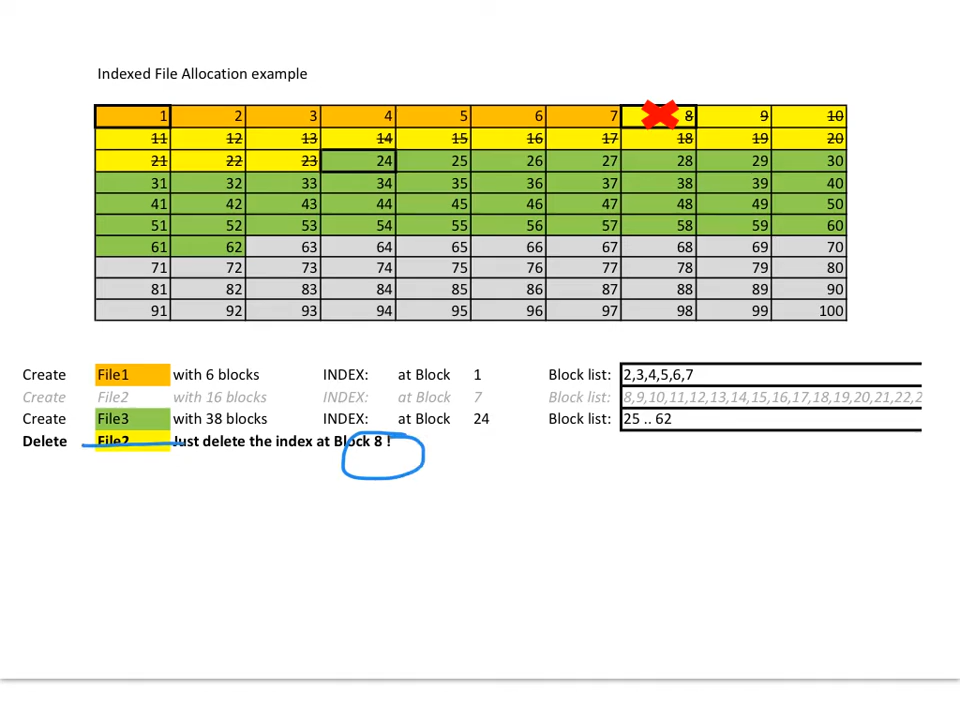 Indexed File Allocation example
1 2 3 4 5 6 7 8 9 10
11 12 13 14 15 16 17 18 19 20
21 22 23 24 25 26 27 28 29 30
31 32 33 34 35 36 37 38 39 40
41 42 43 44 45 46 47 48 49 50
51 52 53 54 55 56 57 58 59 60
61 62 63 64 65 66 67 68 69 70
71 72 73 74 75 76 77 78 79 80
81 82 83 84 85 86 87 88 89 90
91 92 93 94 95 96 97 98 99 100
Create File1 with 6 blocks INDEX: at Block 1 Block list: 2,3,4,5,6,7
Create File2 with 16 blocks INDEX: at Block 7 Block list: 8,9,10,11,12,13,14,15,16,17,18,19,20,21,22,2
Create File3 with 38 blocks INDEX: at Block 24 Block list: 25 .. 62
Delete File2 Just delete the index at Block 8 !